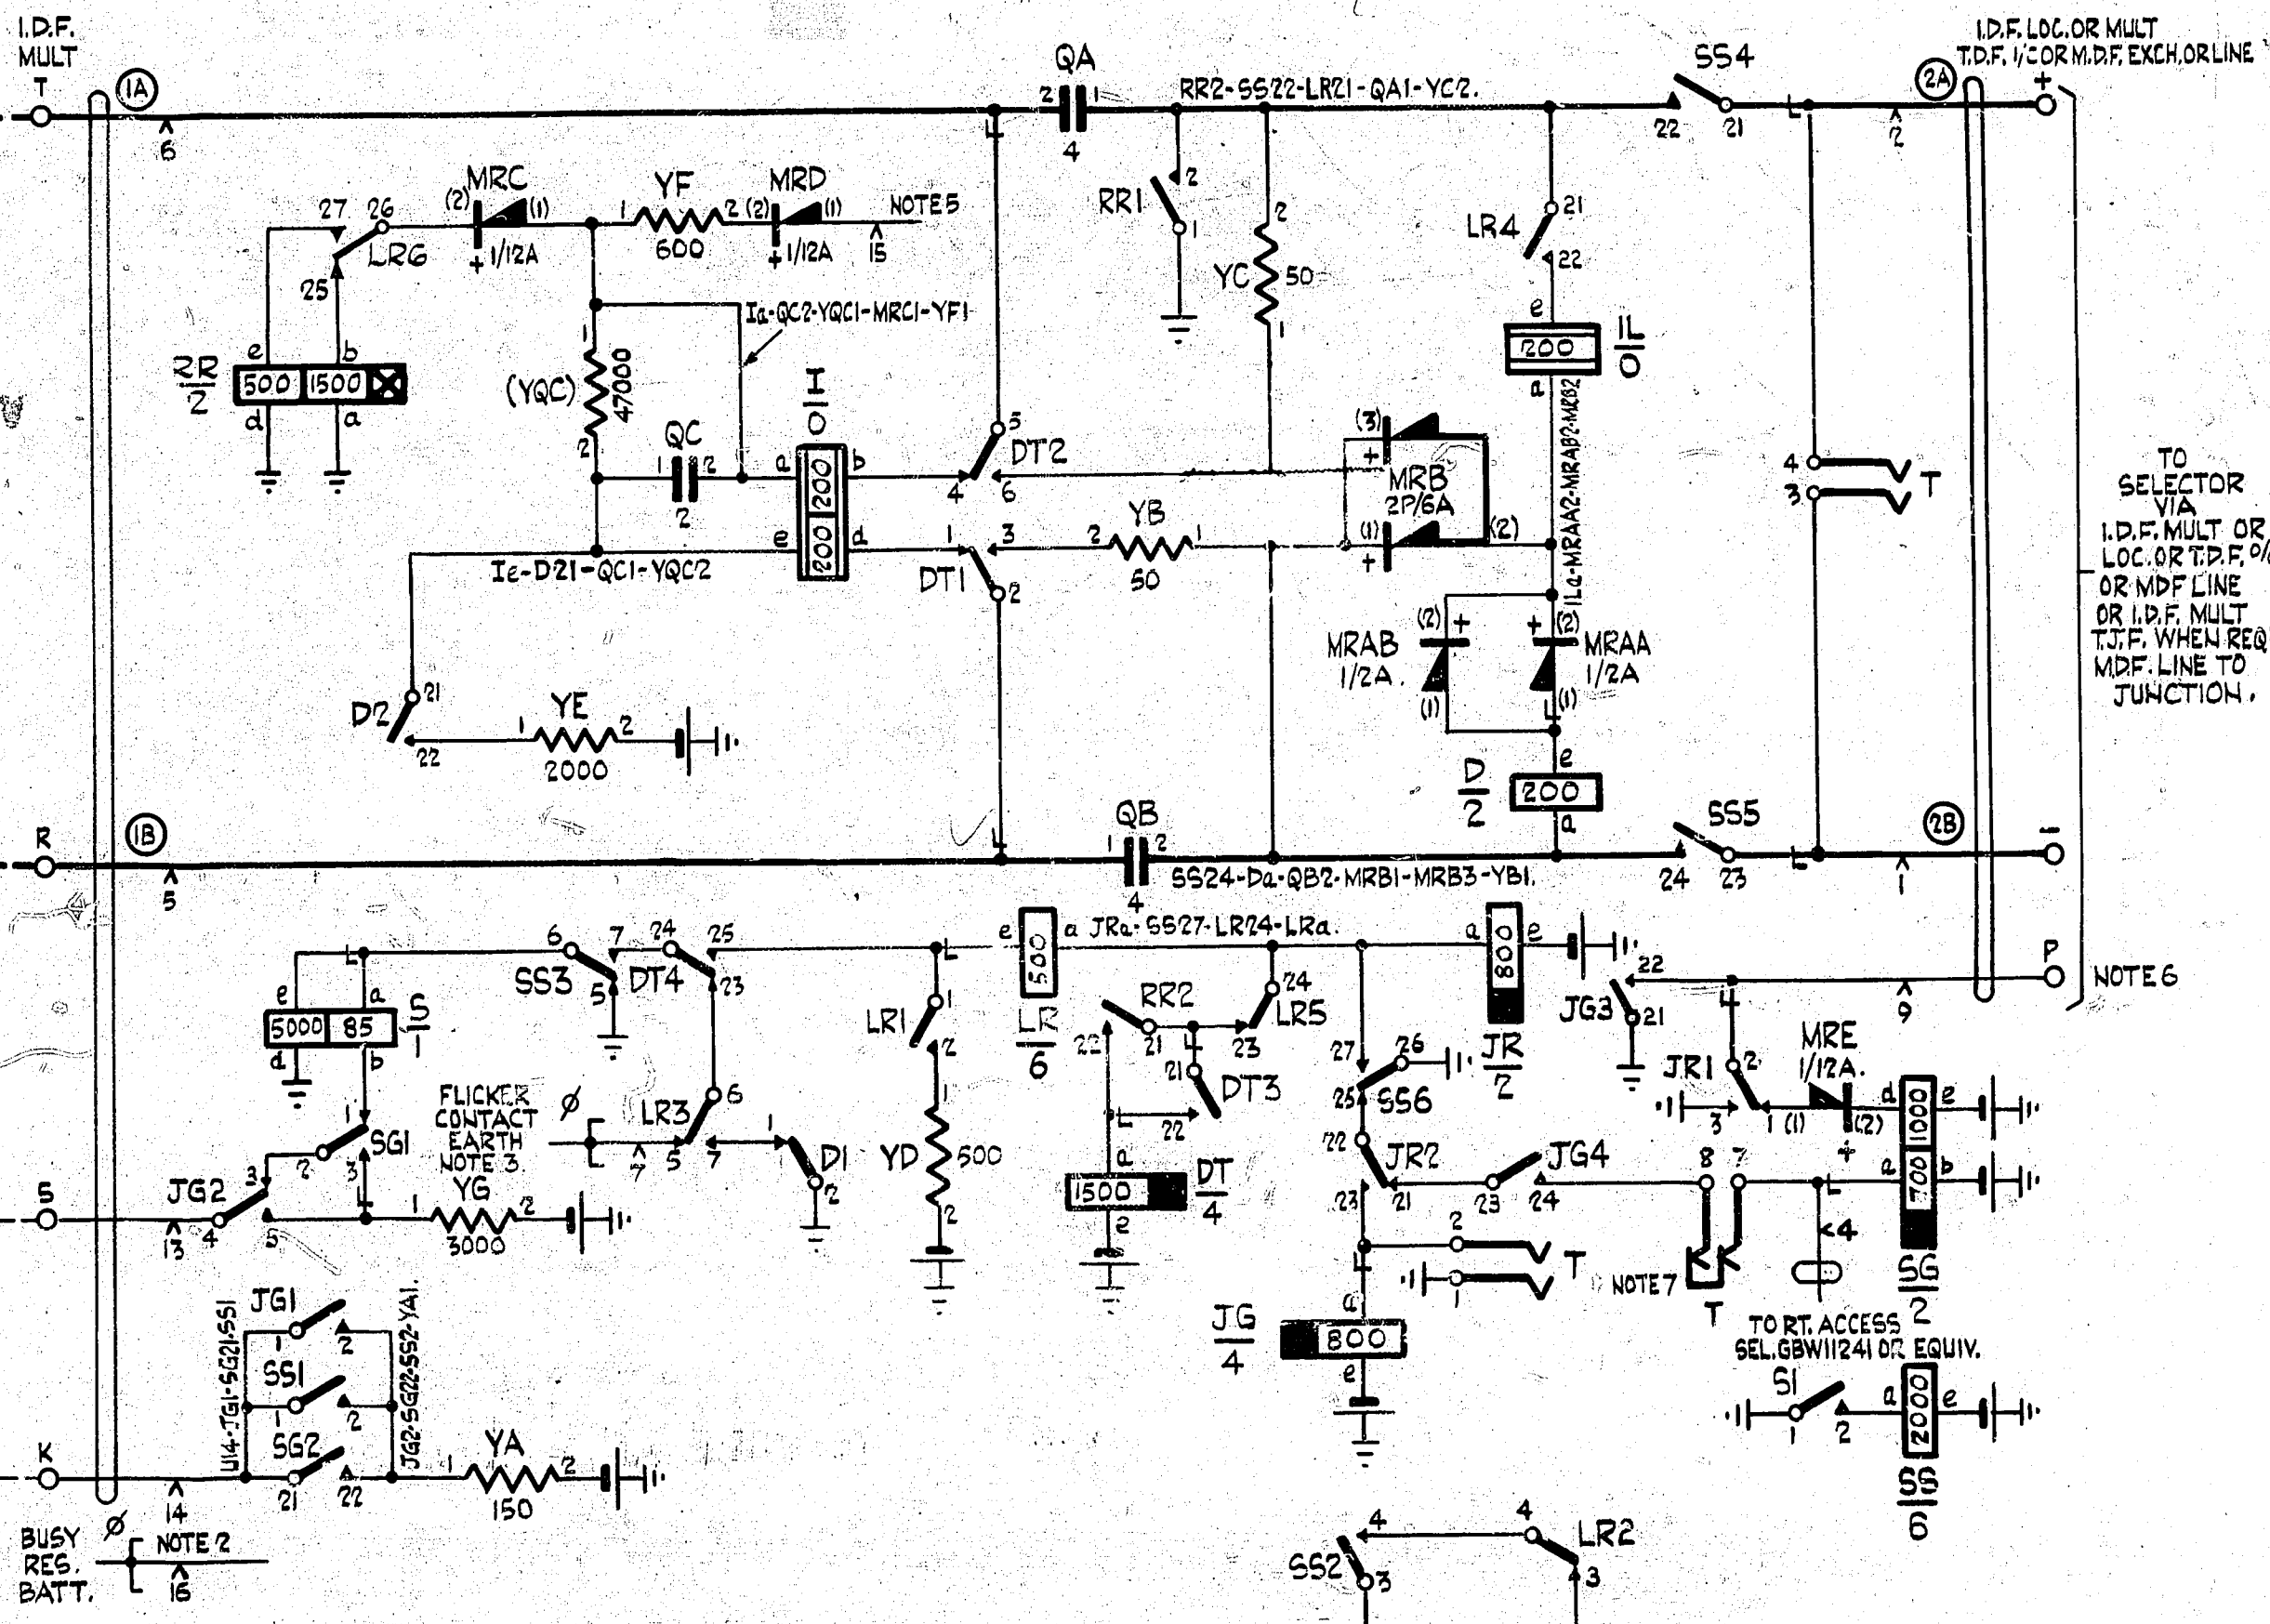 I.D.F.
MULT
T
1A
6
QA
2 1
4
RR2-SS22-LR21-QA1-YC2.
SS4
22 21
I.D.F. LOC. OR MULT
T.D.F. I/C OR M.D.F. EXCH. OR LINE
2A
+
2
MRC
(2) (1)
+ 1/12A
27 26
LR6
25
YF
1 2
600
MRD
(2) (1)
+ 1/12A
NOTE 5
15
RR1
2
1
YC
2
50
1
LR4
21
22
e
200
IL
0
a
ILa-MRAA2-MRAB2-MRB2
RR
2
e b
500 1500
d a
(YQC)
1
47000
2
Ia-QC2-YQC1-MRC1-YF1
QC
1 2
2
I
0
a 200 b
e 200 d
Ie-D21-QC1-YQC2
5
DT2
4 6
1 3
DT1
2
YB
2 1
50
(3)
+
MRB
2P/6A
(1) (2)
+
4
3
T
TO
SELECTOR
VIA
I.D.F. MULT OR
LOC. OR T.D.F. O/
OR MDF LINE
OR I.D.F. MULT
T.J.F. WHEN REQ
M.D.F. LINE TO
JUNCTION.
(2) +
MRAB
1/2A.
(1)
+ (2)
MRAA
1/2A
(1)
D2
21
22
YE
1 2
2000
D
2
e
200
a
R
1B
5
QB
1 2
4
SS24-Da-QB2-MRB1-MRB3-YB1.
SS5
24 23
2B
−
1
6 7
SS3
5
24 25
DT4
23
e 500 a
LR
6
JRa-SS27-LR24-LRa.
a 800 e
JR
2
22
JG3
21
P
NOTE 6
9
e a
5000 85
d b
S
1
LR1
1
2
RR2
22 21
24
LR5
23
21
DT3
22
27 26
25 SS6
JR1
2
3 1
MRE
1/12A.
(1) (2)
+
d 1000 e
a 700 b
SG
2
FLICKER
CONTACT
EARTH
NOTE 3.
Ø
7
LR3
6
5 7
1
D1
2
YD
1
500
2
1
SG1
2 3
JG2
3
4 5
S
13
YG
1 2
3000
a
1500
e
DT
4
22
JR2
23 21
JG4
23 24
8 7
NOTE 7
T
4
2
1
T
JG
4
a
800
e
TO RT. ACCESS
SEL. GBW11241 OR EQUIV.
S1
1 2
a 2000 e
SS
6
U14-JG1-SG21-SS1
JG1
1 2
SS1
1 2
SG2
21 22
JG2-SG22-SS2-YA1.
YA
1 2
150
K
14
BUSY
RES.
BATT.
Ø
NOTE 2
16
SS2
4
3
4
LR2
3